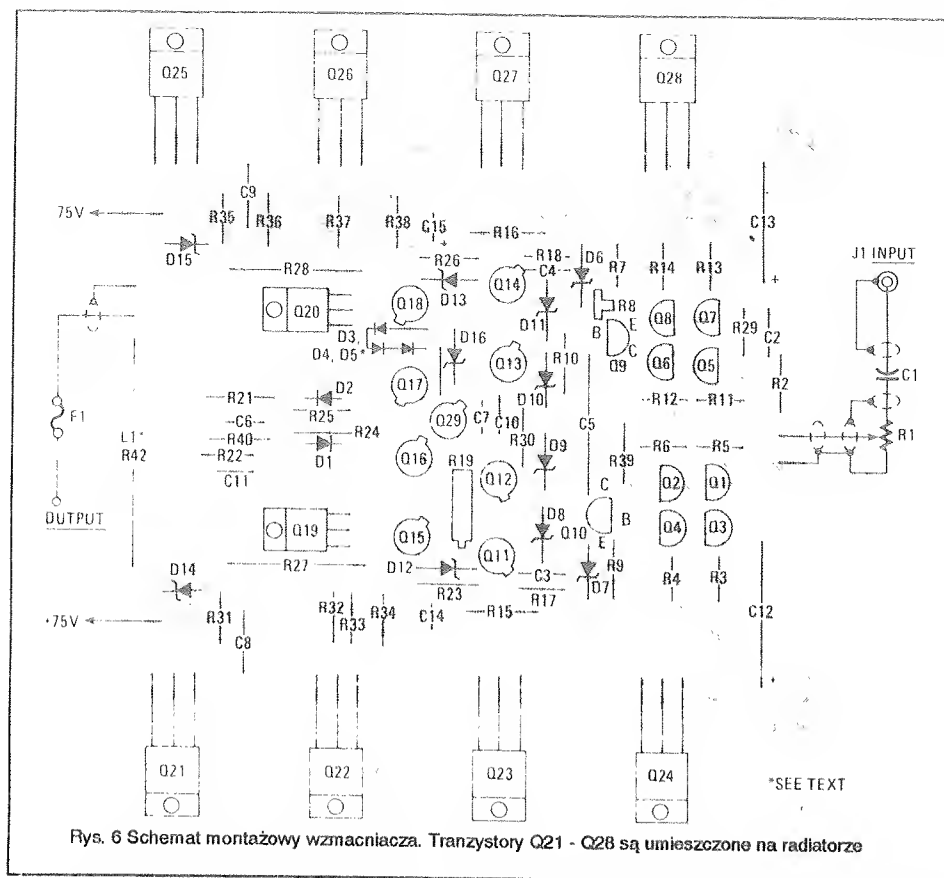 Q25 Q26 Q27 Q28
75V
R35
C9
R36
R37
R38
C15
R16
C13
D15
R28
R26
D13
Q14
R18
C4
D6
R7
R14
R13
J1 INPUT
Q20
Q18
D11
R8
B
E
C
Q9
Q8
Q7
R29
C2
D3,
D4, D5*
D16
Q13
R10
Q6
Q5
R2
C1
F1
D2
Q17
D10
R21
R25
R12
R11
C6
R24
Q29
C7
C10
C5
R1
L1*
R42
R40
D1
R30
D9
R39
R6
R5
R22
Q16
R19
Q12
C
Q2
Q1
C11
OUTPUT
Q19
Q15
D8
Q10
B
E
Q4
Q3
R27
D12
Q11
C3
D7
R9
R4
R3
D14
R23
R17
+75V
R31
C8
R32
R33
R34
C14
R15
C12
Q21 Q22 Q23 Q24
*SEE TEXT
Rys. 6 Schemat montażowy wzmacniacza. Tranzystory Q21 - Q28 są umieszczone na radiatorze